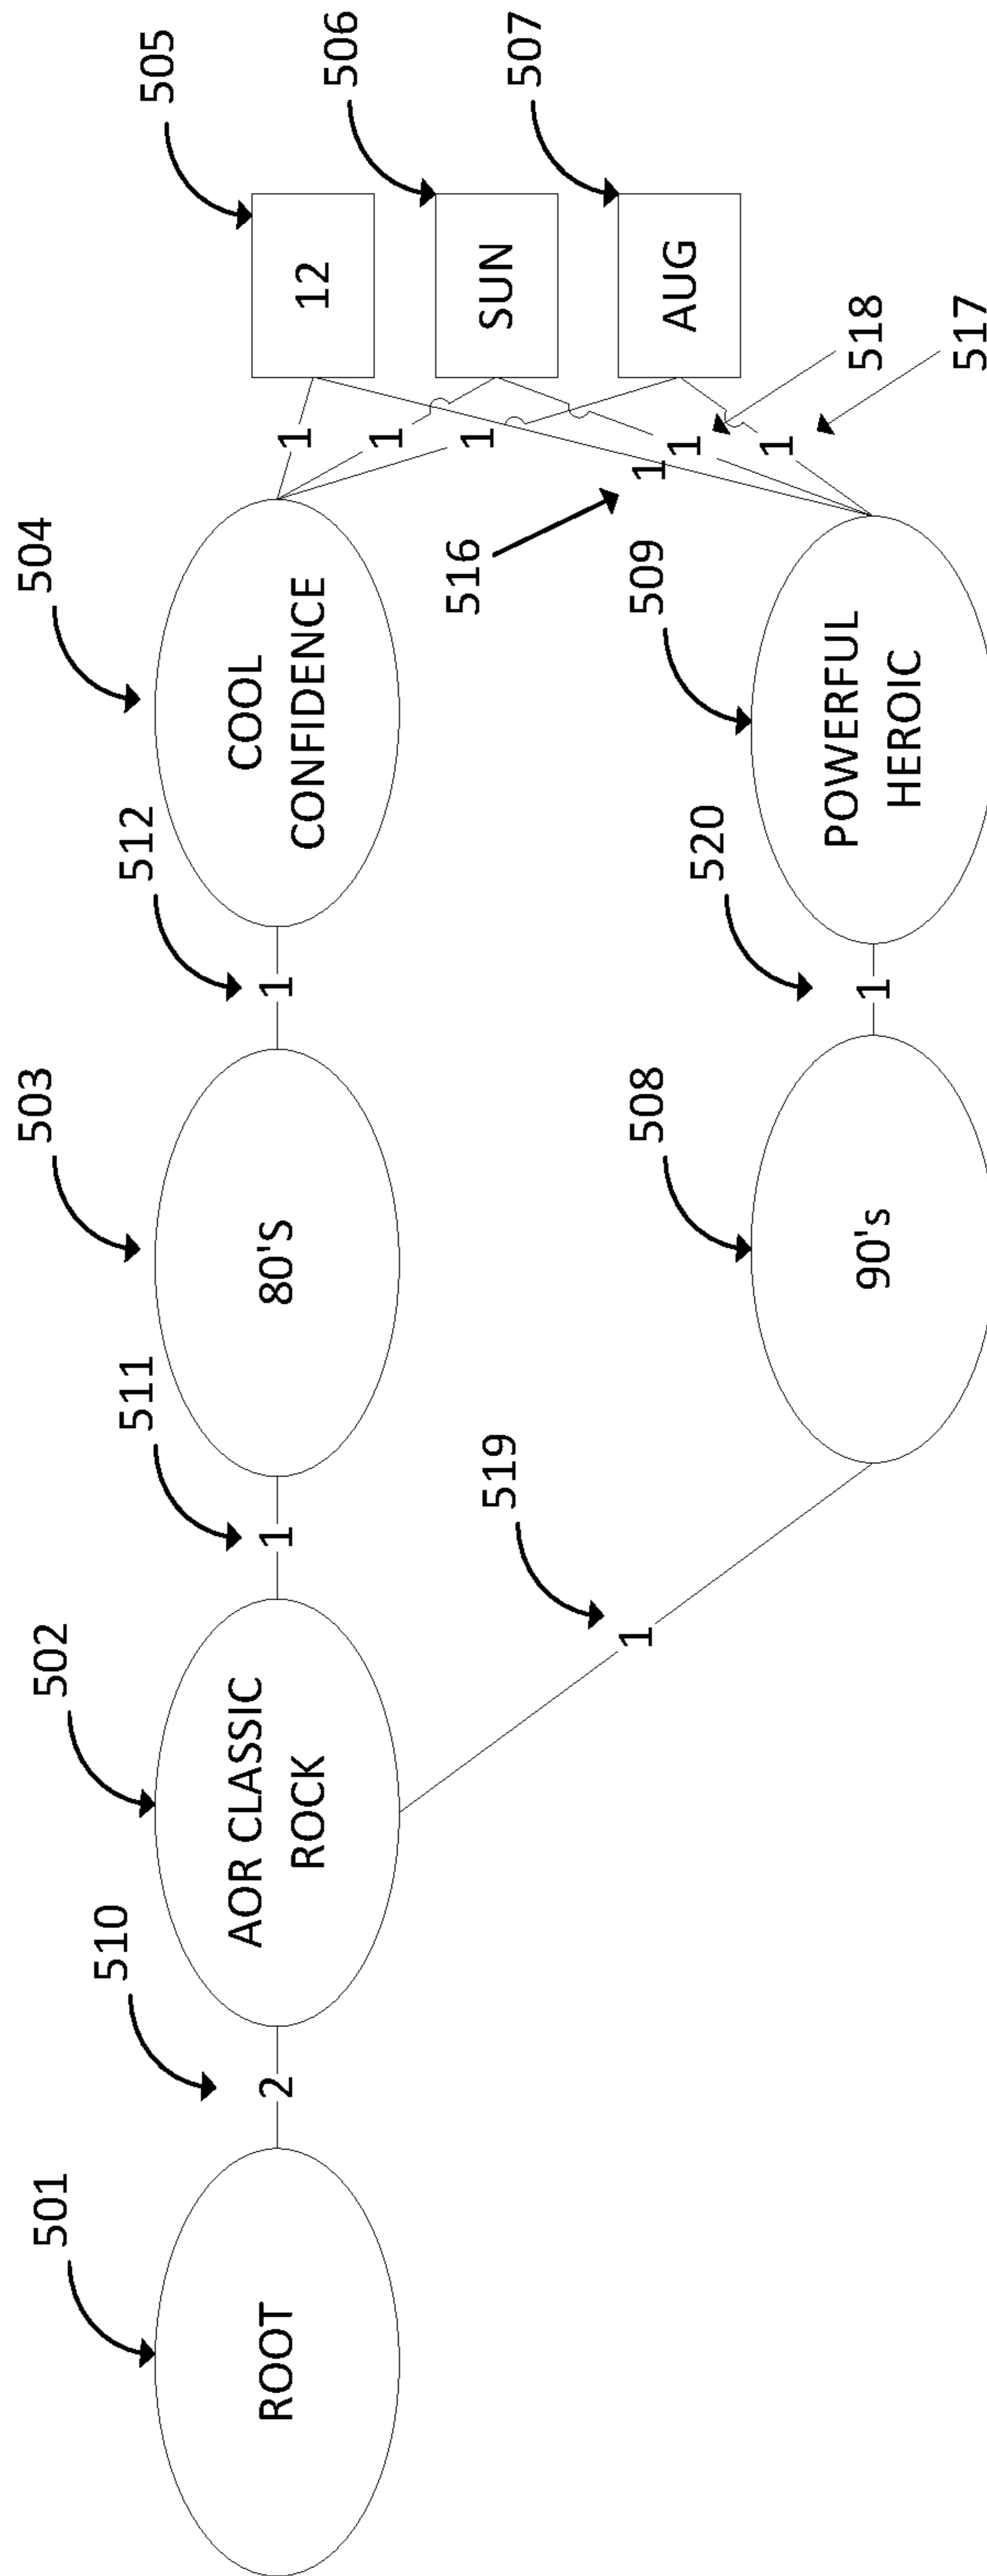 501
ROOT
510
2
502
AOR CLASSIC
ROCK
511
1
503
80'S
512
1
504
COOL
CONFIDENCE
1
1
1
505
12
506
SUN
507
AUG
519
1
508
90's
520
1
509
POWERFUL
HEROIC
516
1
1
1
518
517